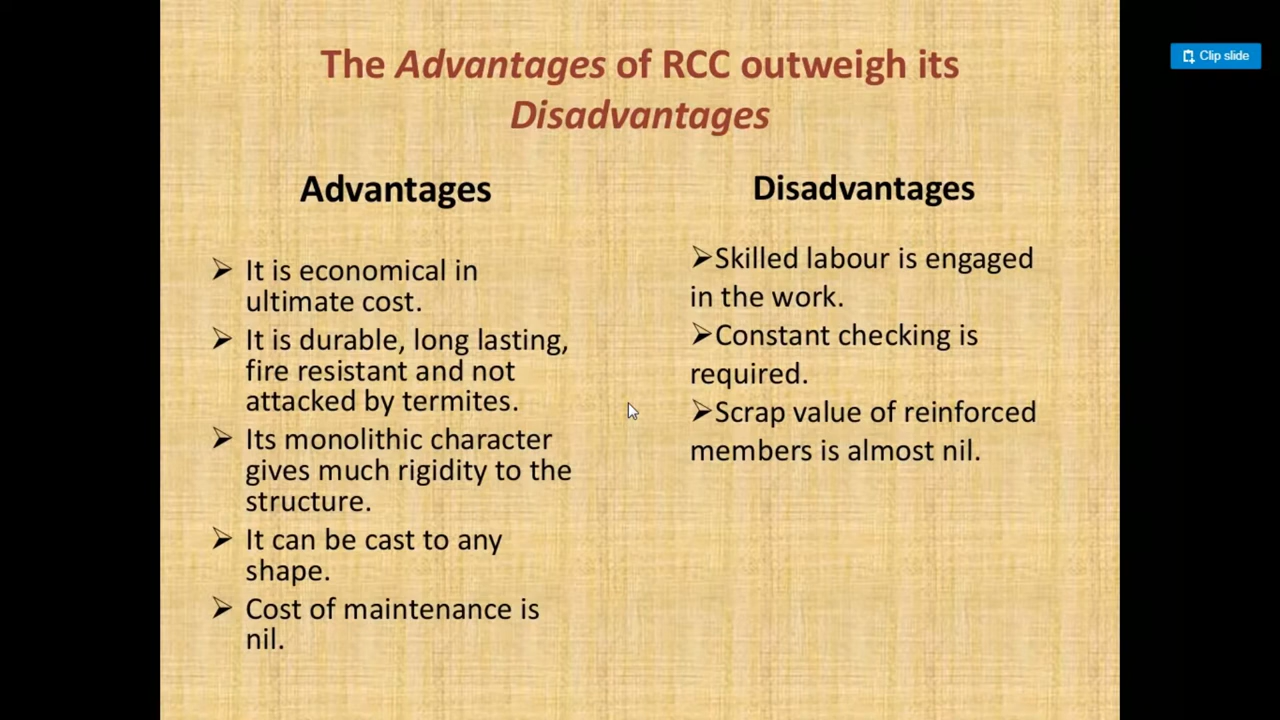 The Advantages of RCC outweigh its
Disadvantages
Clip slide
Advantages
➢ It is economical in
ultimate cost.
➢ It is durable, long lasting,
fire resistant and not
attacked by termites.
➢ Its monolithic character
gives much rigidity to the
structure.
➢ It can be cast to any
shape.
➢ Cost of maintenance is
nil.
Disadvantages
➢Skilled labour is engaged
in the work.
➢Constant checking is
required.
➢Scrap value of reinforced
members is almost nil.